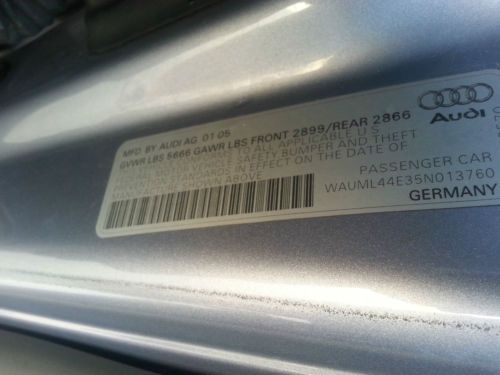 MFD. BY AUDI AG 01 05
GVWR LBS 5666 GAWR LBS FRONT 2899/REAR 2866
TO ALL APPLICABLE U S
SAFETY BUMPER AND THEFT
IN EFFECT ON THE DATE OF
ABOVE
Audi
PASSENGER CAR
WAUML44E35N013760
GERMANY